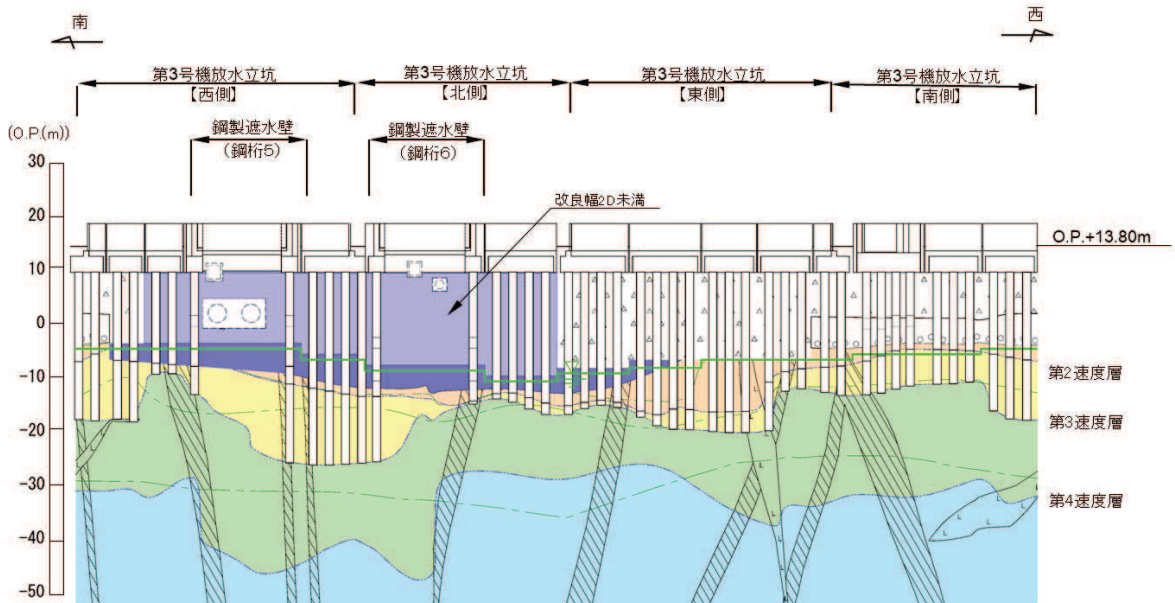 南
西
第3号機放水立坑
【西側】
第3号機放水立坑
【北側】
第3号機放水立坑
【東側】
第3号機放水立坑
【南側】
鋼製遮水壁
（鋼桁5）
鋼製遮水壁
（鋼桁6）
(O.P.(m))
30
20
10
0
-10
-20
-30
-40
-50
改良幅2D未満
O.P.+13.80m
第2速度層
第3速度層
第4速度層